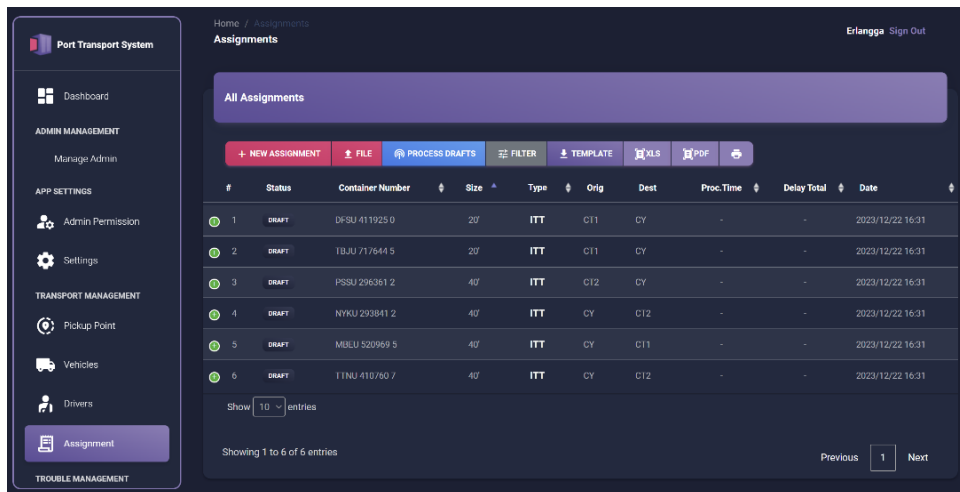 Port Transport System
Dashboard
ADMIN MANAGEMENT
Manage Admin
APP SETTINGS
Admin Permission
Settings
TRANSPORT MANAGEMENT
Pickup Point
Vehicles
Drivers
Assignment
TROUBLE MANAGEMENT
Home / Assignments
Assignments
Erlangga Sign Out
All Assignments
+ NEW ASSIGNMENT FILE PROCESS DRAFTS FILTER TEMPLATE XLS PDF
# Status Container Number Size Type Orig Dest Proc.Time Delay Total Date
1 DRAFT DFSU 411925 0 20' ITT CT1 CY - - 2023/12/22 16:31
2 DRAFT TBJU 717644 5 20' ITT CT1 CY - - 2023/12/22 16:31
3 DRAFT PSSU 296361 2 40' ITT CT2 CY - - 2023/12/22 16:31
4 DRAFT NYKU 293841 2 40' ITT CY CT2 - - 2023/12/22 16:31
5 DRAFT MBEU 520969 5 40' ITT CY CT1 - - 2023/12/22 16:31
6 DRAFT TTNU 410760 7 40' ITT CY CT2 - - 2023/12/22 16:31
Show 10 entries
Showing 1 to 6 of 6 entries
Previous 1 Next